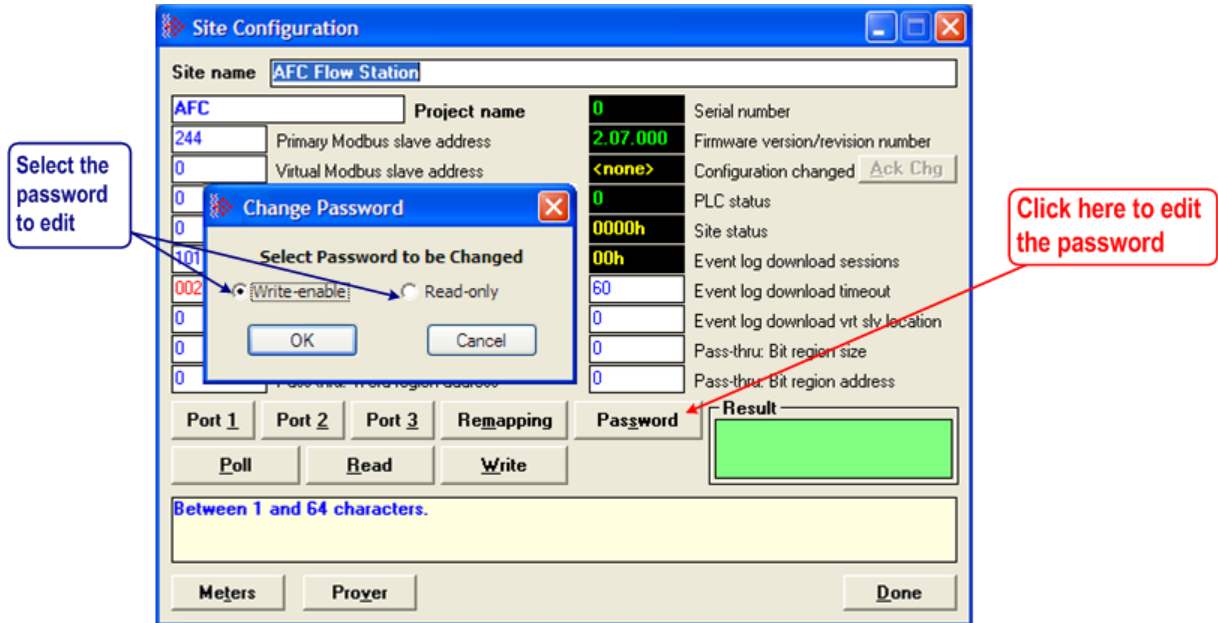 Site Configuration
Site name AFC Flow Station
AFC Project name
0 Serial number
244 Primary Modbus slave address
2.07.000 Firmware version/revision number
0 Virtual Modbus slave address
<none> Configuration changed Ack Chg
0
0 PLC status
0
0000h Site status
101
00h Event log download sessions
002
60 Event log download timeout
0
0 Event log download vrt slv location
0
0 Pass-thru: Bit region size
0 Pass-thru: Word region address
0 Pass-thru: Bit region address
Select the
password
to edit
Change Password
Select Password to be Changed
Write-enable Read-only
OK Cancel
Click here to edit
the password
Port 1 Port 2 Port 3 Remapping Password
Result
Poll Read Write
Between 1 and 64 characters.
Meters Prover Done